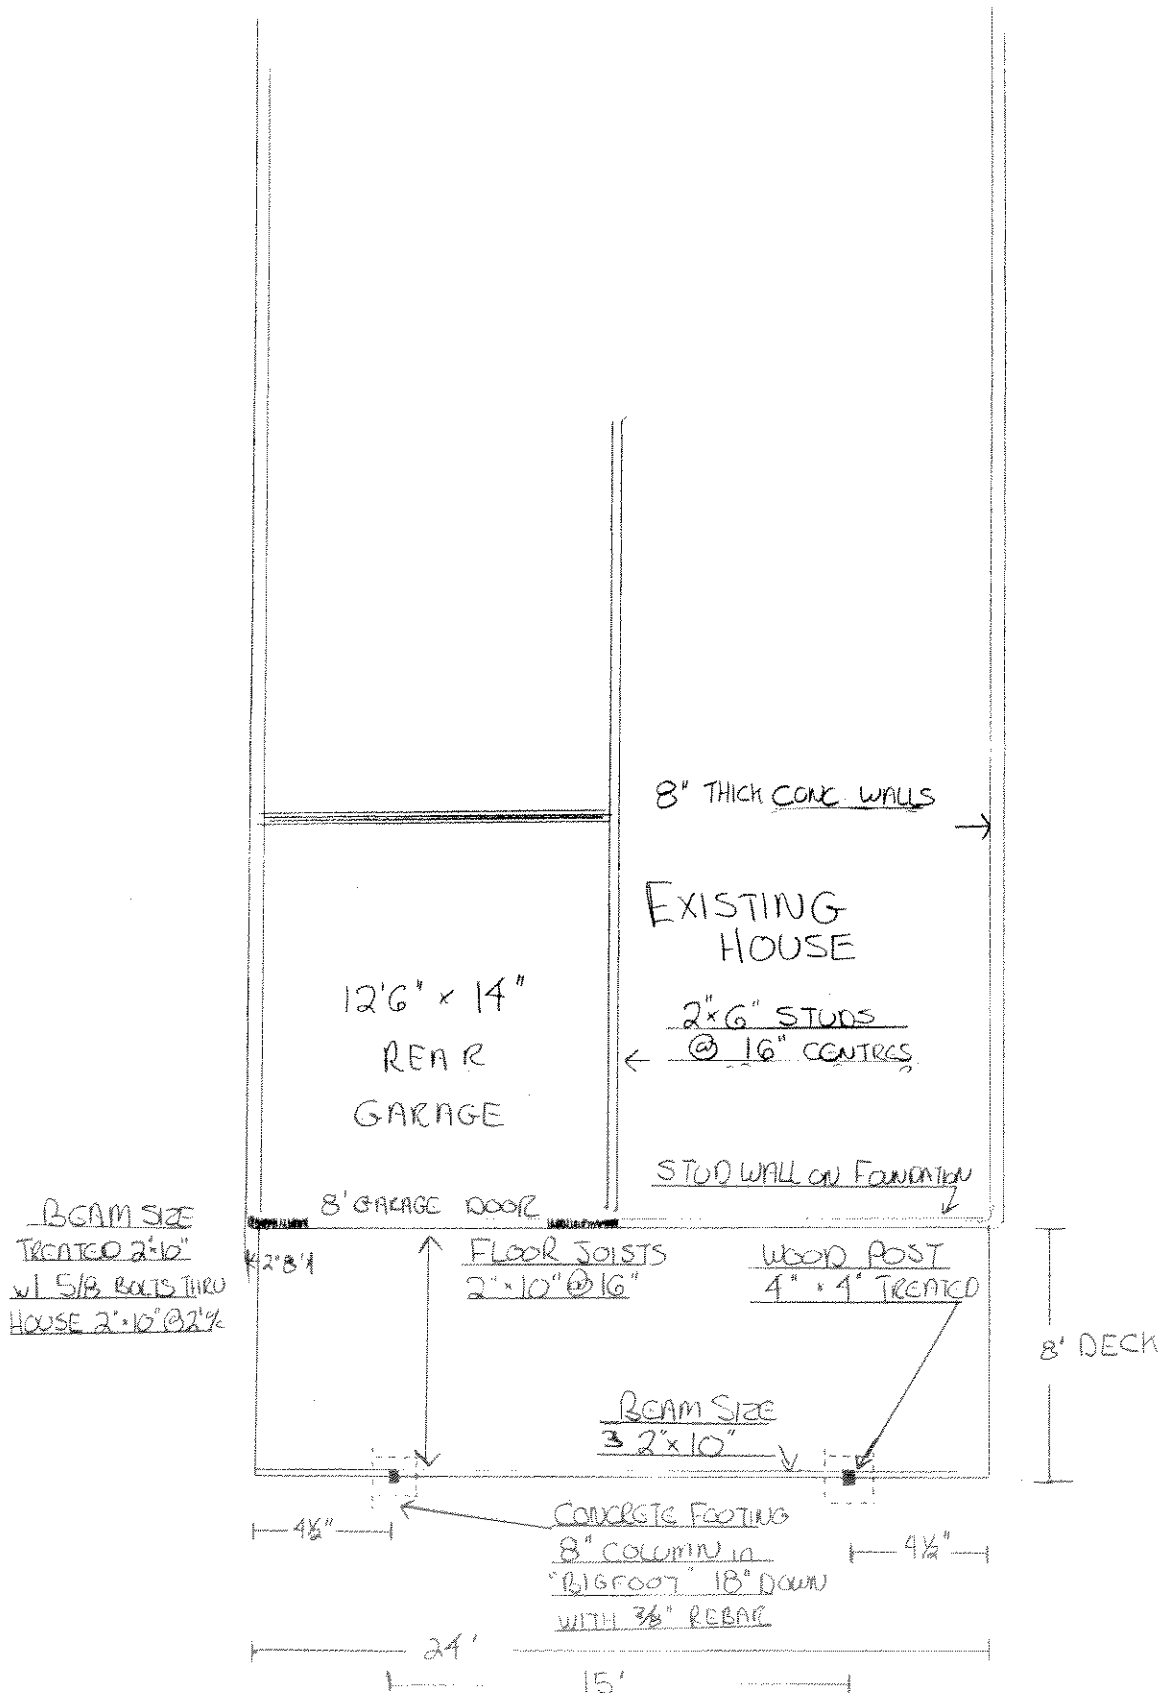 8" THICK CONC. WALLS
EXISTING
HOUSE
12'6" x 14"
REAR
GARAGE
2"x6" STUDS
@ 16" CENTRES
STUD WALL ON FOUNDATION
8' GARAGE DOOR
BEAM SIZE
TREATED 2"x10"
w/ 5/8 BOLTS THRU
HOUSE 2"x10" @ 2' o/c
2'8"
FLOOR JOISTS
2"x10" @ 16"
WOOD POST
4" x 4" TREATED
8' DECK
BEAM SIZE
3 2"x10"
4½"
CONCRETE FOOTING
8" COLUMN in
"BIGFOOT" 18" DOWN
WITH 3/8" REBAR
4½"
24'
15'